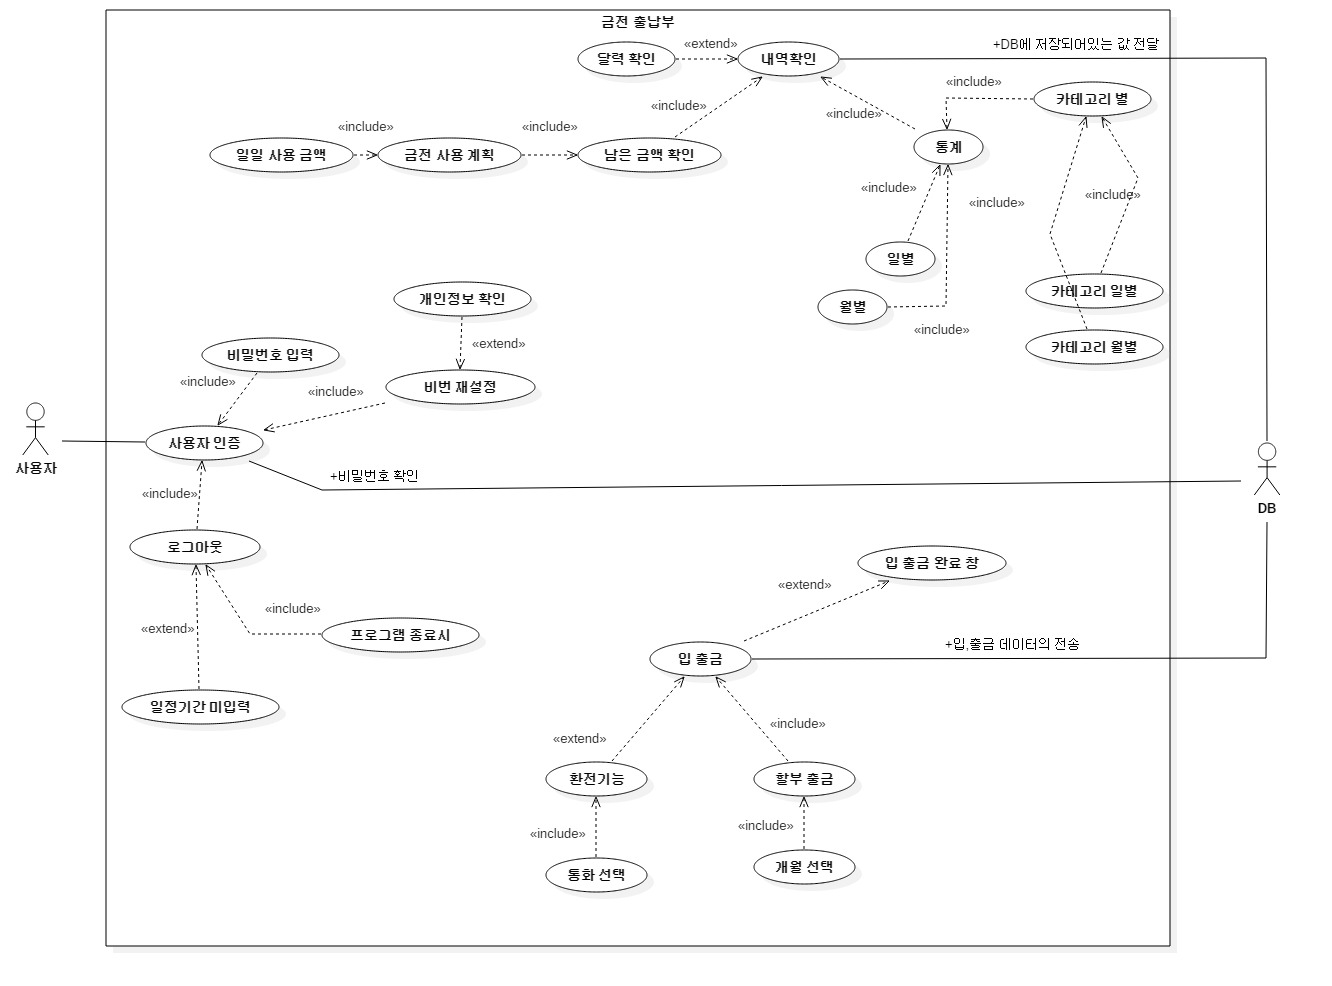 금전 출납부
+DB에 저장되어있는 값 전달
«extend»
달력 확인
내역확인
«include»
카테고리 별
«include»
«include»
«include»
«include»
일일 사용 금액
금전 사용 계획
남은 금액 확인
통계
«include»
«include»
«include»
일별
개인정보 확인
카테고리 일별
월별
«include»
«extend»
카테고리 월별
비밀번호 입력
«include»
«include»
비번 재설정
사용자 인증
사용자
+비밀번호 확인
«include»
DB
로그아웃
입 출금 완료 창
«extend»
«include»
«extend»
프로그램 종료시
+입,출금 데이터의 전송
입 출금
일정기간 미입력
«include»
«extend»
환전기능
할부 출금
«include»
«include»
통화 선택
개월 선택